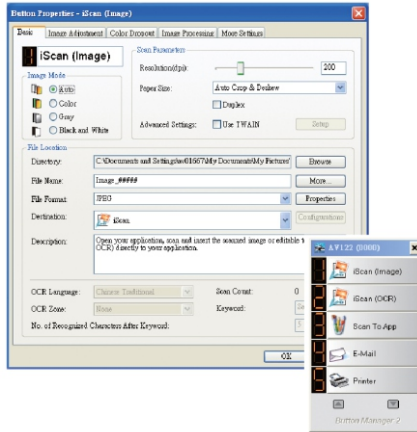 Button Properties - iScan (Image)
Basic Image Adjustment Color Dropout Image Processing More Settings
iScan (Image)
Image Mode
Auto
Color
Gray
Black and White
Scan Parameters
Resolution(dpi): 200
Paper Size: Auto Crop & Deskew
Duplex
Advanced Settings: Use TWAIN Setup
File Location
Directory: C:\Documents and Settings\ Documents\My Pictures\ Browse
File Name: Image_##### More...
File Format JPEG Properties
Destination: iScan Configurations
Description: Open your application, scan and insert the scanned image or editable
OCR) directly to your application.
OCR Language: Chinese Traditional Scan Count: 0
OCR Zone: None Keyword:
No. of Recognized Characters After Keyword:
OK
AV122 (0000)
1 iScan (Image)
2 iScan (OCR)
3 Scan To App
4 E-Mail
5 Printer
Button Manager 2